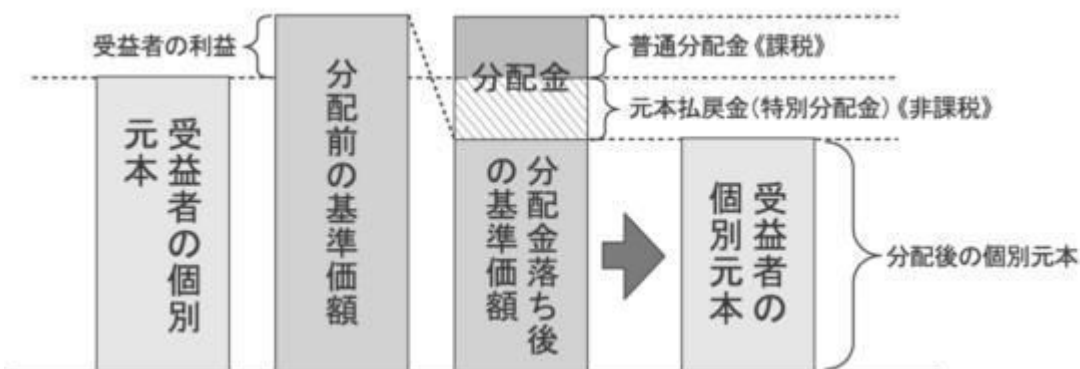 受益者の利益
受益者の個別
元本
分配前の基準価額
分配金
分配金落ち後
の基準価額
普通分配金《課税》
元本払戻金(特別分配金)《非課税》
受益者の
個別元本
分配後の個別元本